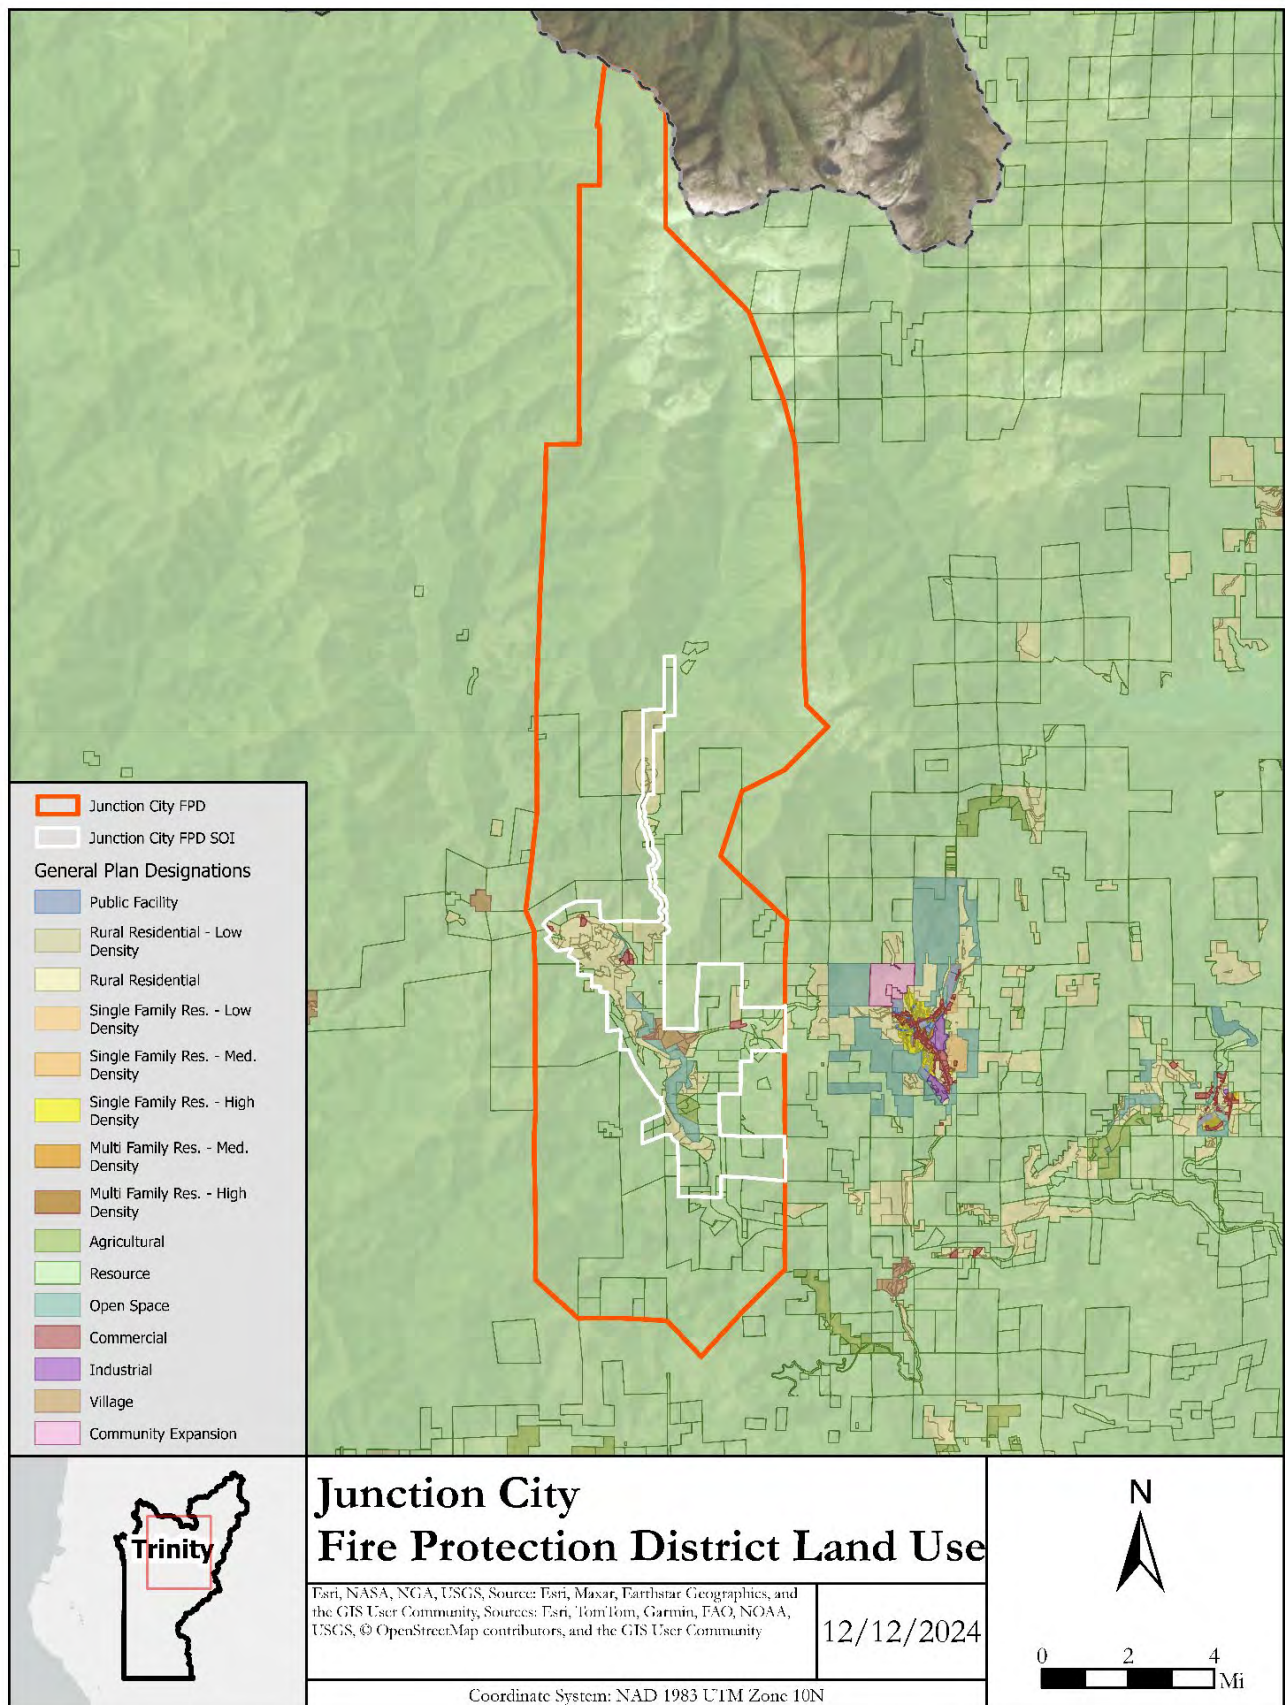 Junction City FPD
Junction City FPD SOI
General Plan Designations
Public Facility
Rural Residential - Low
Density
Rural Residential
Single Family Res. - Low
Density
Single Family Res. - Med.
Density
Single Family Res. - High
Density
Multi Family Res. - Med.
Density
Multi Family Res. - High
Density
Agricultural
Resource
Open Space
Commercial
Industrial
Village
Community Expansion
Trinity
Junction City
Fire Protection District Land Use
Esri, NASA, NGA, USGS, Source: Esri, Maxar, Earthstar Geographics, and
the GIS User Community, Sources: Esri, TomTom, Garmin, FAO, NOAA,
USGS, © OpenStreetMap contributors, and the GIS User Community
12/12/2024
Coordinate System: NAD 1983 UTM Zone 10N
N
0 2 4
Mi